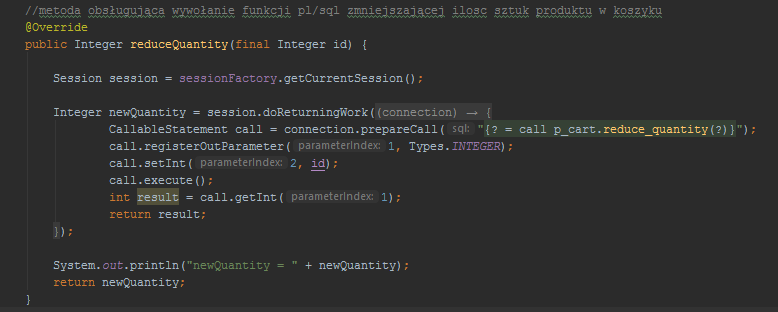 //metoda obsługująca wywołanie funkcji pl/sql zmniejszającej ilosc sztuk produktu w koszyku
@Override
public Integer reduceQuantity(final Integer id) {
Session session = sessionFactory.getCurrentSession();
Integer newQuantity = session.doReturningWork((connection) → {
CallableStatement call = connection.prepareCall( sql: "{? = call p_cart.reduce_quantity(?)}");
call.registerOutParameter( parameterIndex: 1, Types.INTEGER);
call.setInt( parameterIndex: 2, id);
call.execute();
int result = call.getInt( parameterIndex: 1);
return result;
});
System.out.println("newQuantity = " + newQuantity);
return newQuantity;
}